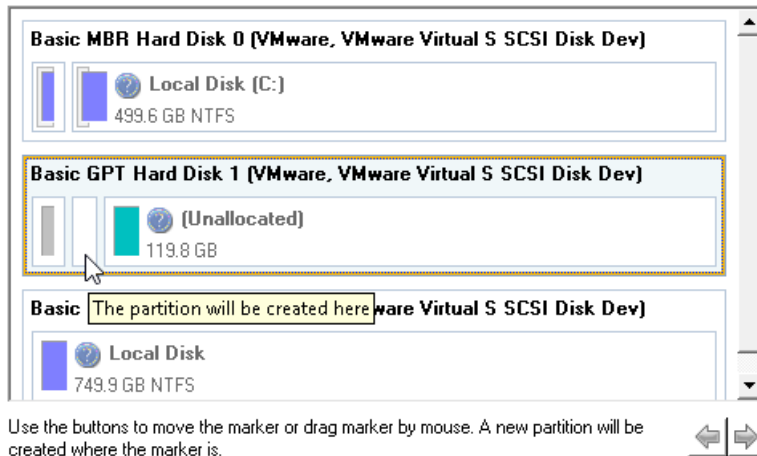 Basic MBR Hard Disk 0 (VMware, VMware Virtual S SCSI Disk Dev)
Local Disk (C:)
499.6 GB NTFS
Basic GPT Hard Disk 1 (VMware, VMware Virtual S SCSI Disk Dev)
(Unallocated)
119.8 GB
Basic The partition will be created here ware Virtual S SCSI Disk Dev)
Local Disk
749.9 GB NTFS
Use the buttons to move the marker or drag marker by mouse. A new partition will be
created where the marker is.